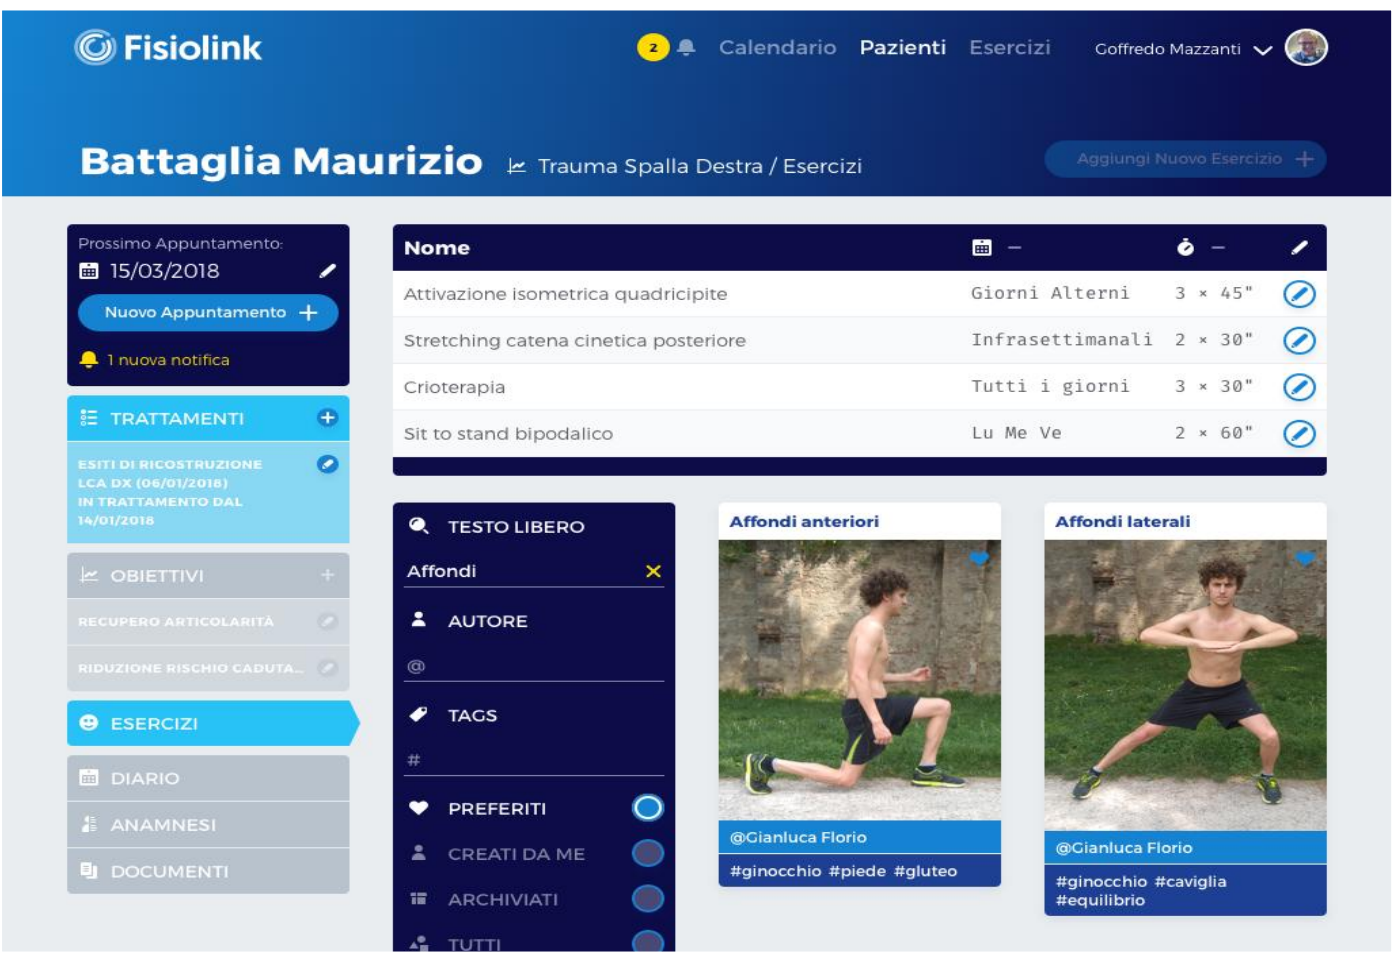 Fisiolink
2 Calendario Pazienti Esercizi Goffredo Mazzanti
Battaglia Maurizio Trauma Spalla Destra / Esercizi
Aggiungi Nuovo Esercizio +
Prossimo Appuntamento:
15/03/2018
Nuovo Appuntamento +
1 nuova notifica
TRATTAMENTI +
ESITI DI RICOSTRUZIONE
LCA DX (06/01/2018)
IN TRATTAMENTO DAL
14/01/2018
OBIETTIVI +
RECUPERO ARTICOLARITÀ
RIDUZIONE RISCHIO CADUTA...
ESERCIZI
DIARIO
ANAMNESI
DOCUMENTI
Nome – –
Attivazione isometrica quadricipite Giorni Alterni 3 × 45"
Stretching catena cinetica posteriore Infrasettimanali 2 × 30"
Crioterapia Tutti i giorni 3 × 30"
Sit to stand bipodalico Lu Me Ve 2 × 60"
TESTO LIBERO
Affondi ×
AUTORE
@
TAGS
#
PREFERITI
CREATI DA ME
ARCHIVIATI
TUTTI
Affondi anteriori
@Gianluca Florio
#ginocchio #piede #gluteo
Affondi laterali
@Gianluca Florio
#ginocchio #caviglia
#equilibrio